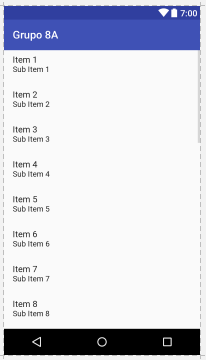 7:00
Grupo 8A
Item 1
Sub Item 1
Item 2
Sub Item 2
Item 3
Sub Item 3
Item 4
Sub Item 4
Item 5
Sub Item 5
Item 6
Sub Item 6
Item 7
Sub Item 7
Item 8
Sub Item 8